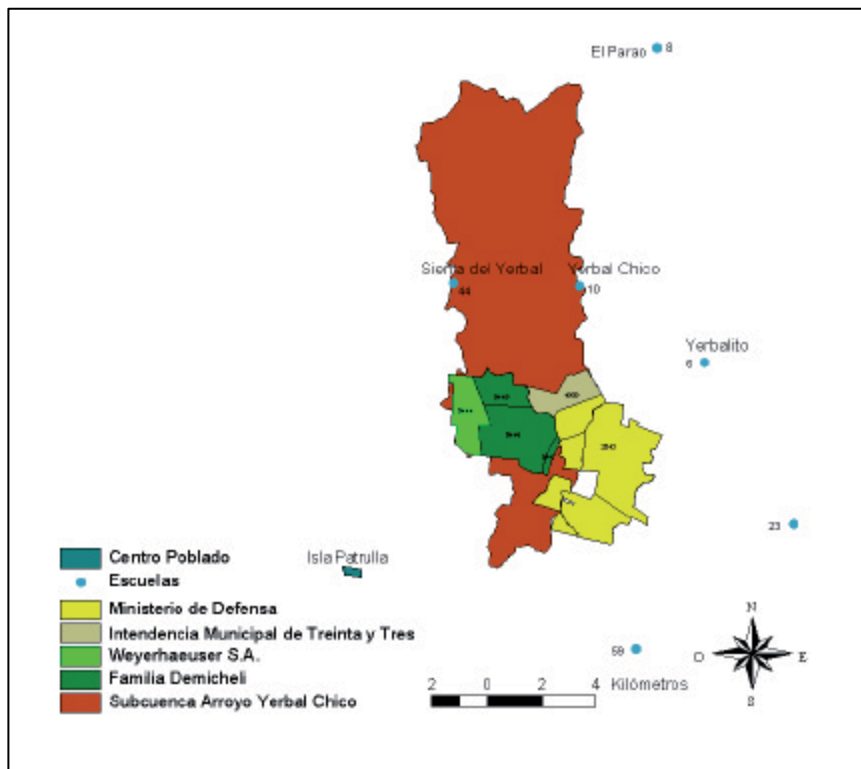 El Parao 8
Sierra del Yerbal
44
Yerbal Chico
10
Yerbalito
6
23
Isla Patrulla
Centro Poblado
Escuelas
Ministerio de Defensa
Intendencia Municipal de Treinta y Tres
Weyerhaeuser S.A.
Familia Demicheli
Subcuenca Arroyo Yerbal Chico
59
2 0 2 4
Kilómetros
N
O E
S